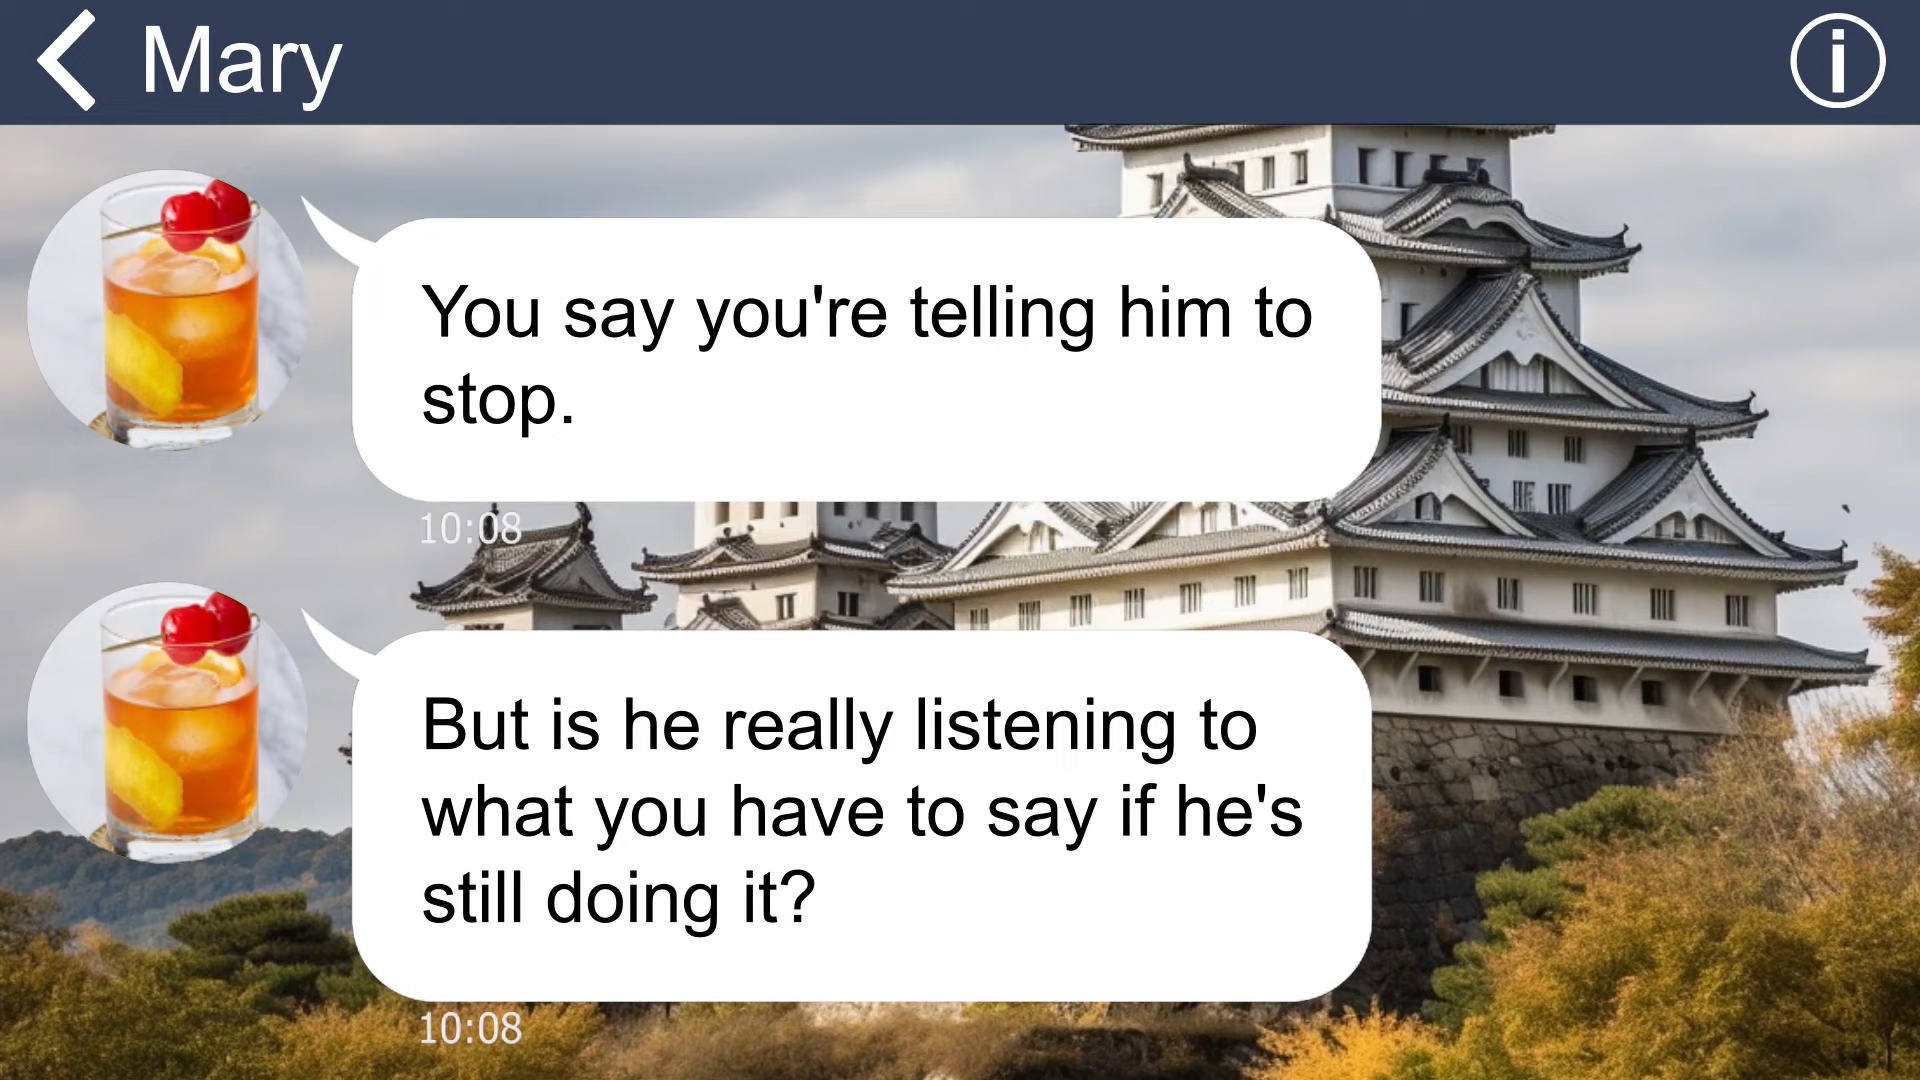 Mary
You say you're telling him to
stop.
10:08
But is he really listening to
what you have to say if he's
still doing it?
10:08